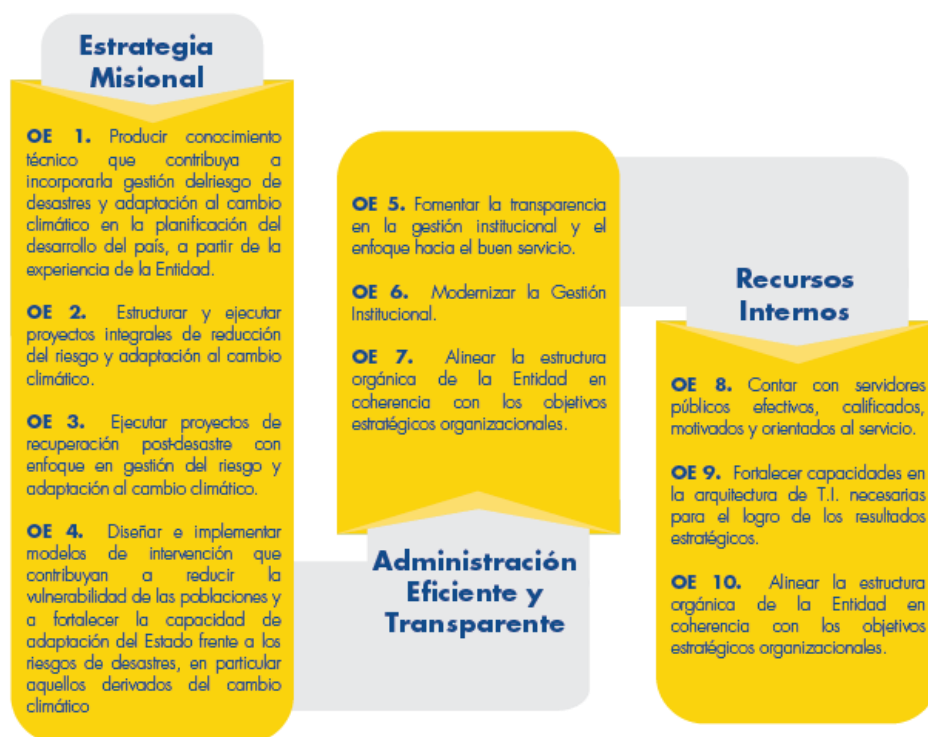 Estrategia
Misional
OE 1. Producir conocimiento
técnico que contribuya a
incorporarla gestión delriesgo de
desastres y adaptación al cambio
climático en la planificación del
desarrollo del país, a partir de la
experiencia de la Entidad.
OE 2. Estructurar y ejecutar
proyectos integrales de reducción
del riesgo y adaptación al cambio
climático.
OE 3. Ejecutar proyectos de
recuperación post-desastre con
enfoque en gestión del riesgo y
adaptación al cambio climático.
OE 4. Diseñar e implementar
modelos de intervención que
contribuyan a reducir la
vulnerabilidad de las poblaciones y
a fortalecer la capacidad de
adaptación del Estado frente a los
riesgos de desastres, en particular
aquellos derivados del cambio
climático
OE 5. Fomentar la transparencia
en la gestión institucional y el
enfoque hacia el buen servicio.
OE 6. Modernizar la Gestión
Institucional.
OE 7. Alinear la estructura
orgánica de la Entidad en
coherencia con los objetivos
estratégicos organizacionales.
Administración
Eficiente y
Transparente
Recursos
Internos
OE 8. Contar con servidores
públicos efectivos, calificados,
motivados y orientados al servicio.
OE 9. Fortalecer capacidades en
la arquitectura de T.I. necesarias
para el logro de los resultados
estratégicos.
OE 10. Alinear la estructura
orgánica de la Entidad en
coherencia con los objetivos
estratégicos organizacionales.